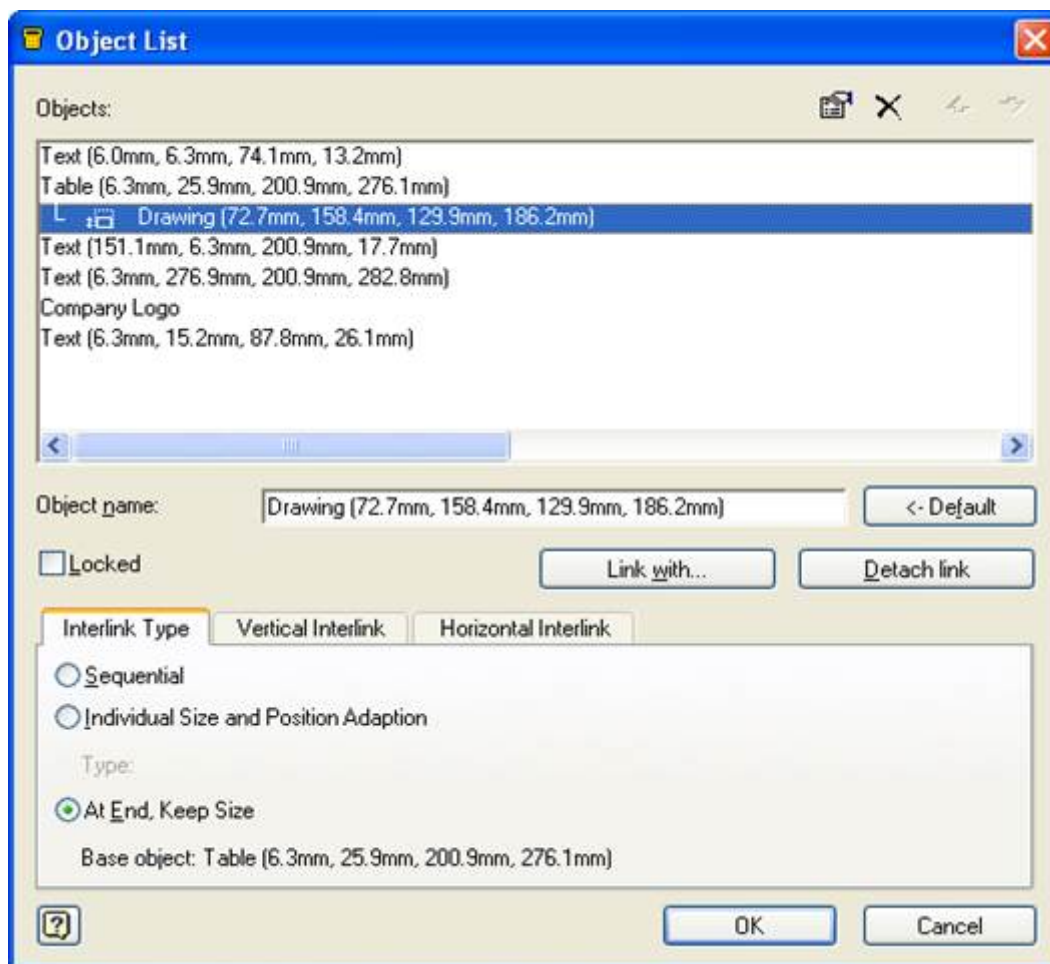 Object List
Objects:
Text (6.0mm, 6.3mm, 74.1mm, 13.2mm)
Table (6.3mm, 25.9mm, 200.9mm, 276.1mm)
Drawing (72.7mm, 158.4mm, 129.9mm, 186.2mm)
Text (151.1mm, 6.3mm, 200.9mm, 17.7mm)
Text (6.3mm, 276.9mm, 200.9mm, 282.8mm)
Company Logo
Text (6.3mm, 15.2mm, 87.8mm, 26.1mm)
Object name: Drawing (72.7mm, 158.4mm, 129.9mm, 186.2mm) <- Default
Locked Link with... Detach link
Interlink Type Vertical Interlink Horizontal Interlink
Sequential
Individual Size and Position Adaption
Type:
At End, Keep Size
Base object: Table (6.3mm, 25.9mm, 200.9mm, 276.1mm)
? OK Cancel